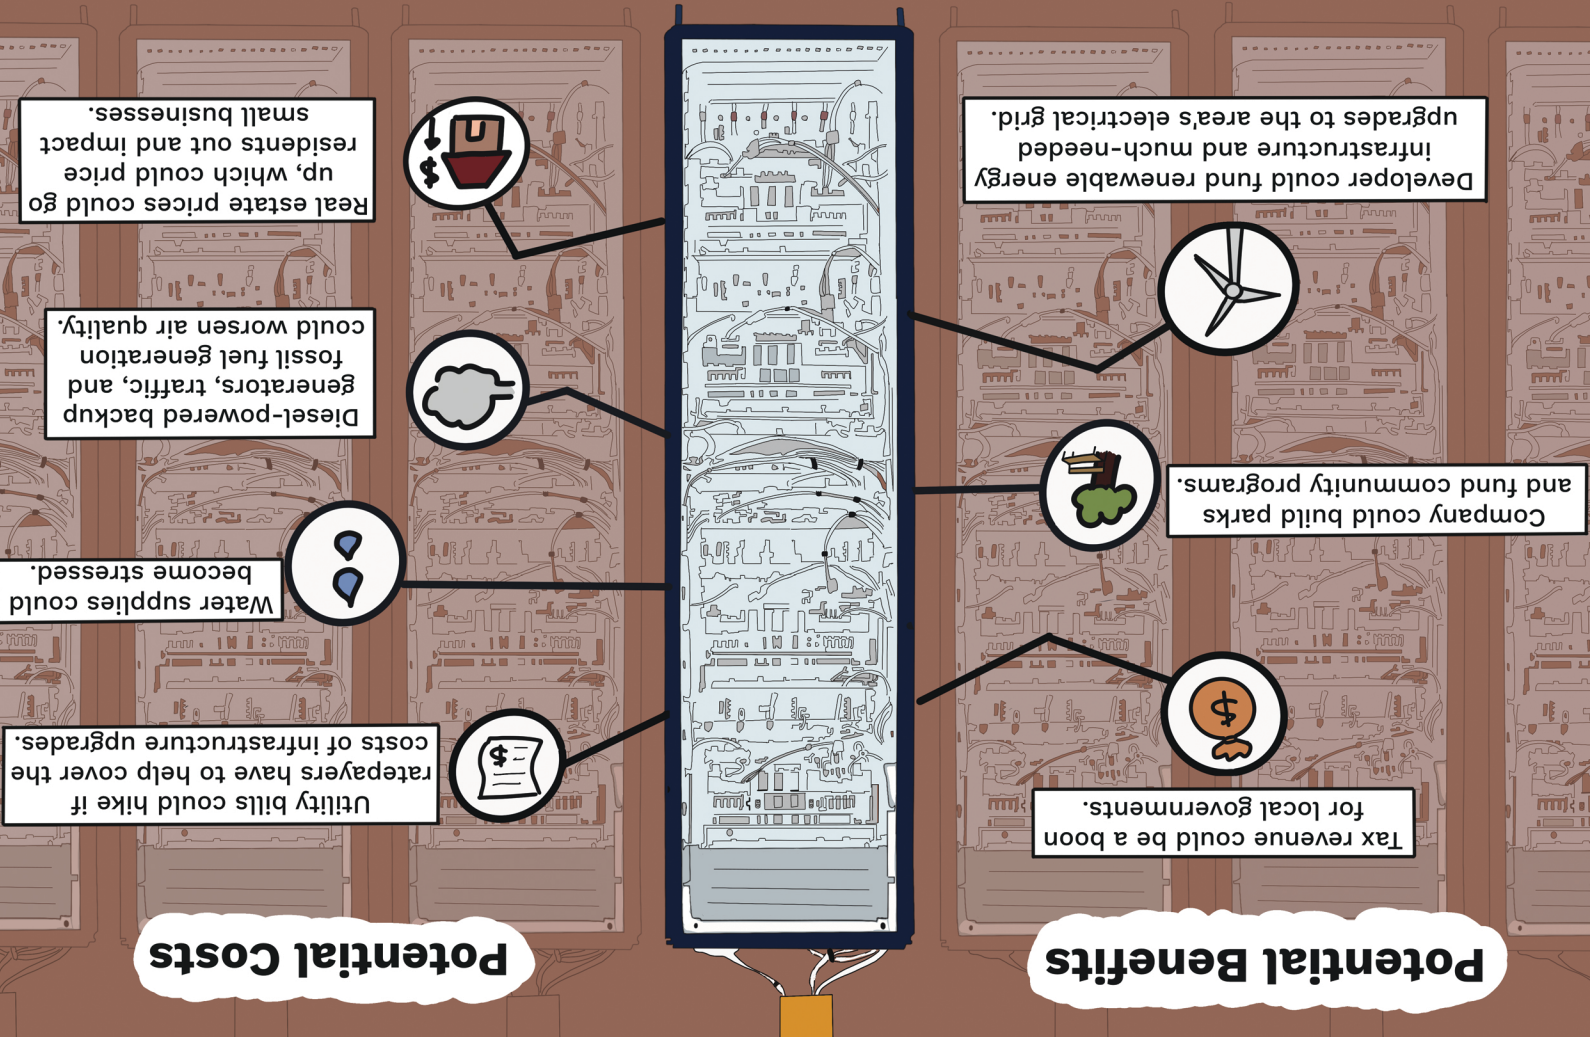 Potential Benefits
Tax revenue could be a boon
for local governments.
Company could build parks
and fund community programs.
Developer could fund renewable energy
infrastructure and much-needed
upgrades to the area's electrical grid.
Potential Costs
Utility bills could hike if
ratepayers have to help cover the
costs of infrastructure upgrades.
$
Water supplies could
become stressed.
Diesel-powered backup
generators, traffic, and
fossil fuel generation
could worsen air quality.
Real estate prices could go
up, which could price
residents out and impact
small businesses.
$
$